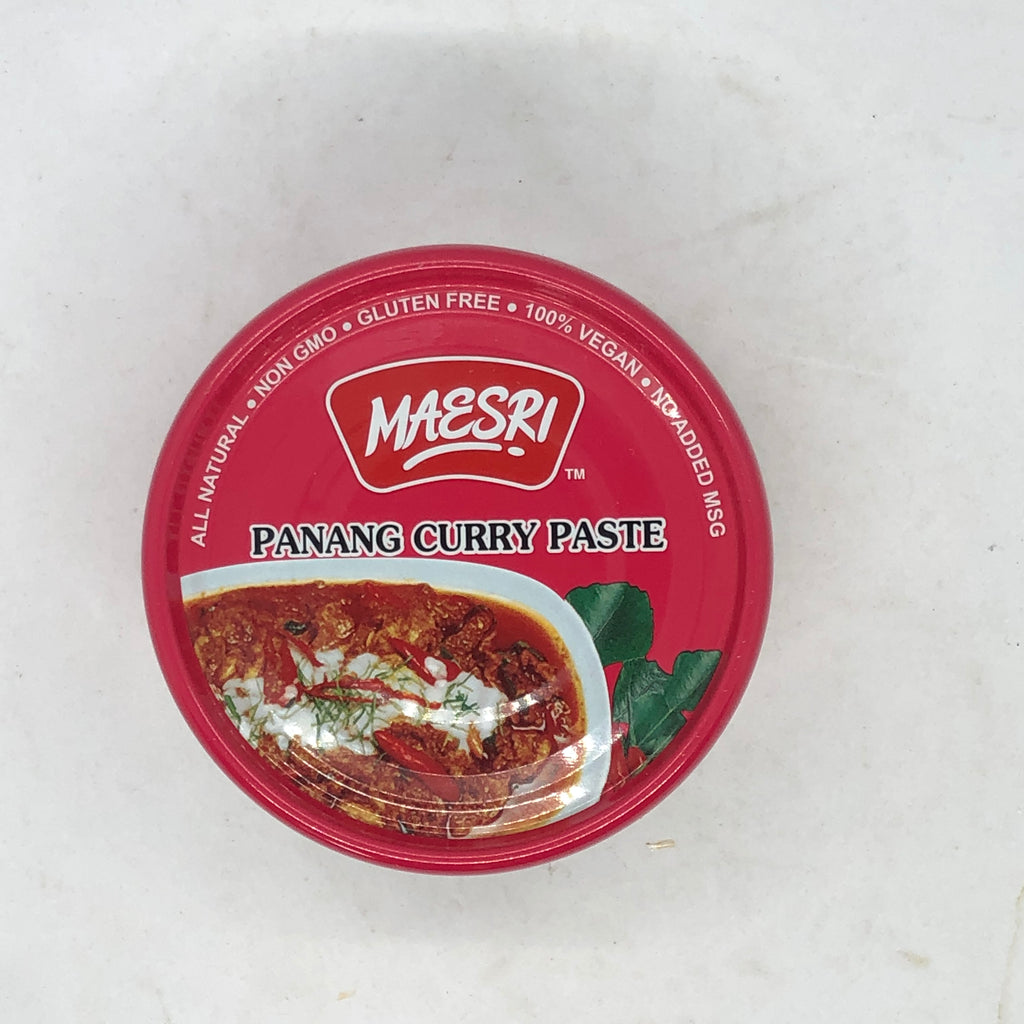 ALL NATURAL • NON GMO • GLUTEN FREE • 100% VEGAN • NO ADDED MSG
MAESRI
TM
PANANG CURRY PASTE